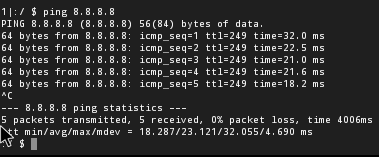 1|:/ $ ping 8.8.8.8
PING 8.8.8.8 (8.8.8.8) 56(84) bytes of data.
64 bytes from 8.8.8.8: icmp_seq=1 ttl=249 time=32.0 ms
64 bytes from 8.8.8.8: icmp_seq=2 ttl=249 time=22.5 ms
64 bytes from 8.8.8.8: icmp_seq=3 ttl=249 time=21.0 ms
64 bytes from 8.8.8.8: icmp_seq=4 ttl=249 time=21.6 ms
64 bytes from 8.8.8.8: icmp_seq=5 ttl=249 time=18.2 ms
^C
--- 8.8.8.8 ping statistics ---
5 packets transmitted, 5 received, 0% packet loss, time 4006ms
min/avg/max/mdev = 18.287/23.121/32.055/4.690 ms
:/ $